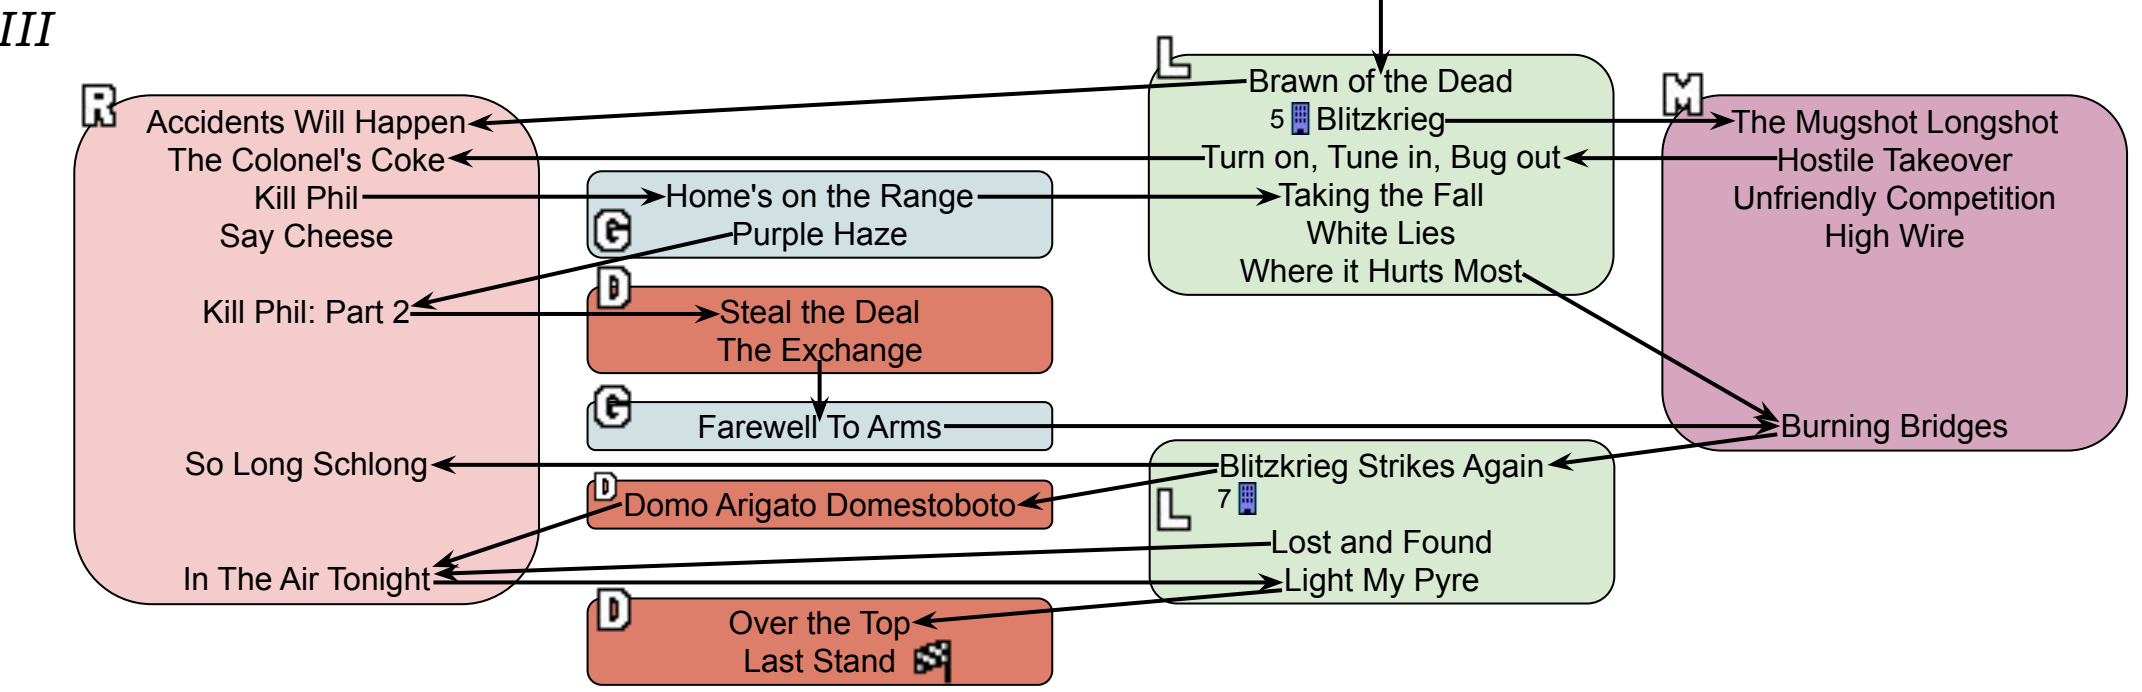 III
R
Accidents Will Happen
The Colonel's Coke
Kill Phil
Say Cheese
Kill Phil: Part 2
So Long Schlong
In The Air Tonight
Home's on the Range
G
Purple Haze
D
Steal the Deal
The Exchange
G
Farewell To Arms
D
Domo Arigato Domestoboto
D
Over the Top
Last Stand
L
Brawn of the Dead
5 Blitzkrieg
Turn on, Tune in, Bug out
Taking the Fall
White Lies
Where it Hurts Most
Blitzkrieg Strikes Again
7
L
Lost and Found
Light My Pyre
M
The Mugshot Longshot
Hostile Takeover
Unfriendly Competition
High Wire
Burning Bridges